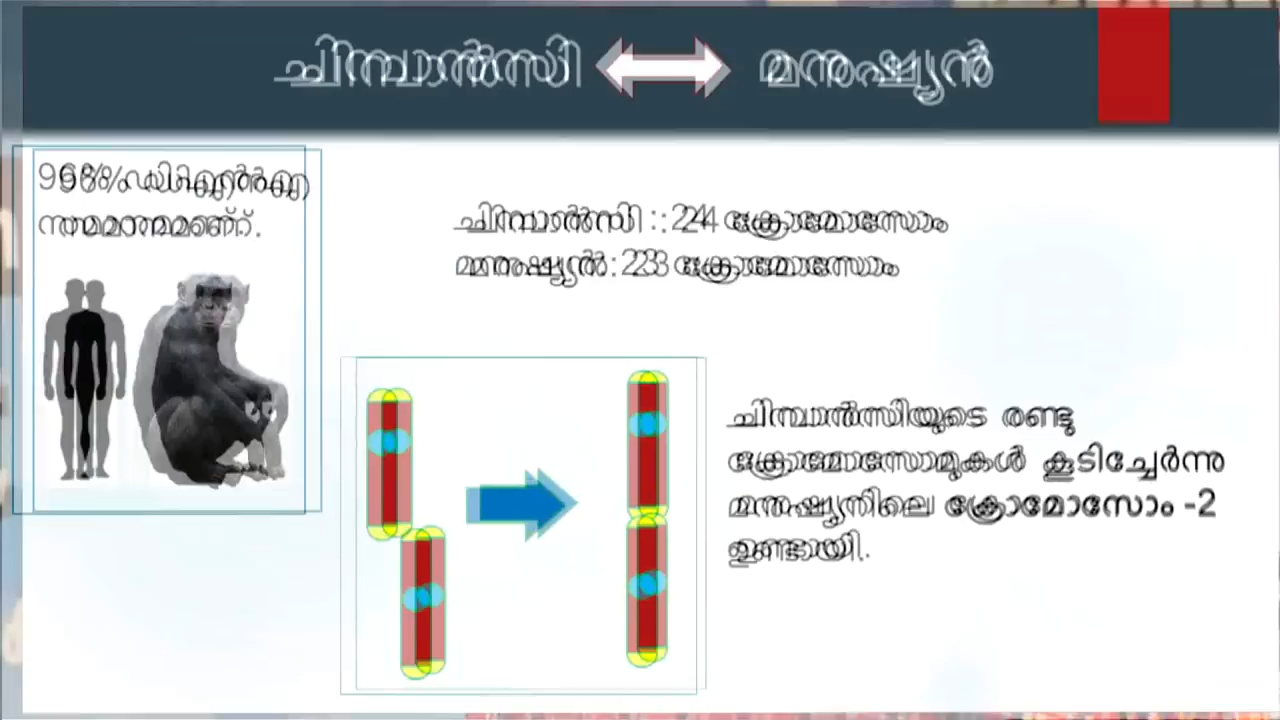 ചിമ്പാൻസി മനുഷ്യൻ
98% ഡിഎൻഎ
സമാനമാണ്.
ചിമ്പാൻസി : 24 ക്രോമോസോം
മനുഷ്യൻ: 23 ക്രോമോസോം
ചിമ്പാൻസിയുടെ രണ്ടു
ക്രോമോസോമുകൾ കൂടിച്ചേർന്നു
മനുഷ്യനിലെ ക്രോമോസോം -2
ഉണ്ടായി.